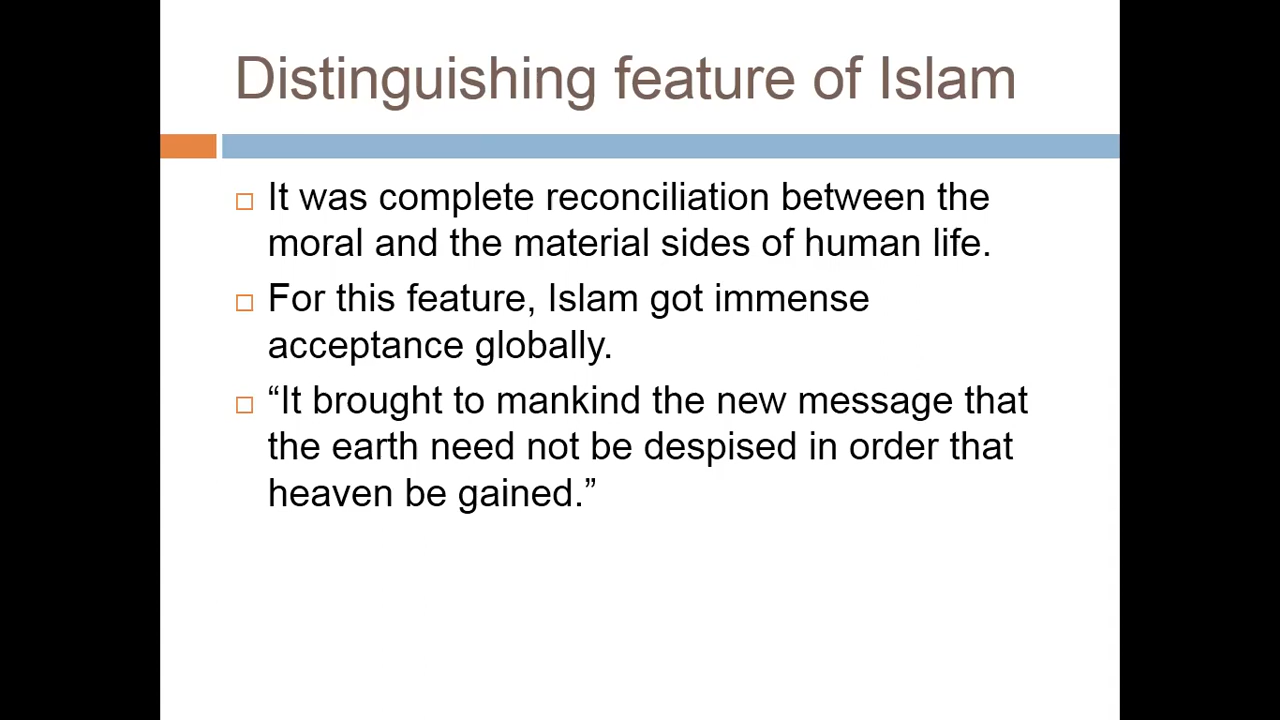 Distinguishing feature of Islam
It was complete reconciliation between the
moral and the material sides of human life.
For this feature, Islam got immense
acceptance globally.
“It brought to mankind the new message that
the earth need not be despised in order that
heaven be gained.”